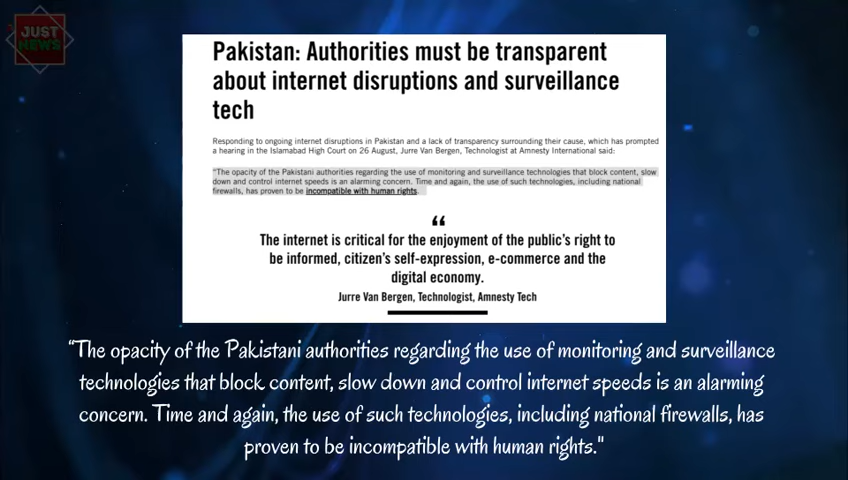 JUST
NEWS
Pakistan: Authorities must be transparent
about internet disruptions and surveillance
tech
Responding to ongoing internet disruptions in Pakistan and a lack of transparency surrounding their cause, which has prompted
a hearing in the Islamabad High Court on 26 August, Jurre Van Bergen, Technologist at Amnesty International said:
"The opacity of the Pakistani authorities regarding the use of monitoring and surveillance technologies that block content, slow
down and control internet speeds is an alarming concern. Time and again, the use of such technologies, including national
firewalls, has proven to be incompatible with human rights.
“
The internet is critical for the enjoyment of the public’s right to
be informed, citizen’s self-expression, e-commerce and the
digital economy.
Jurre Van Bergen, Technologist, Amnesty Tech
“The opacity of the Pakistani authorities regarding the use of monitoring and surveillance
technologies that block content, slow down and control internet speeds is an alarming
concern. Time and again, the use of such technologies, including national firewalls, has
proven to be incompatible with human rights."